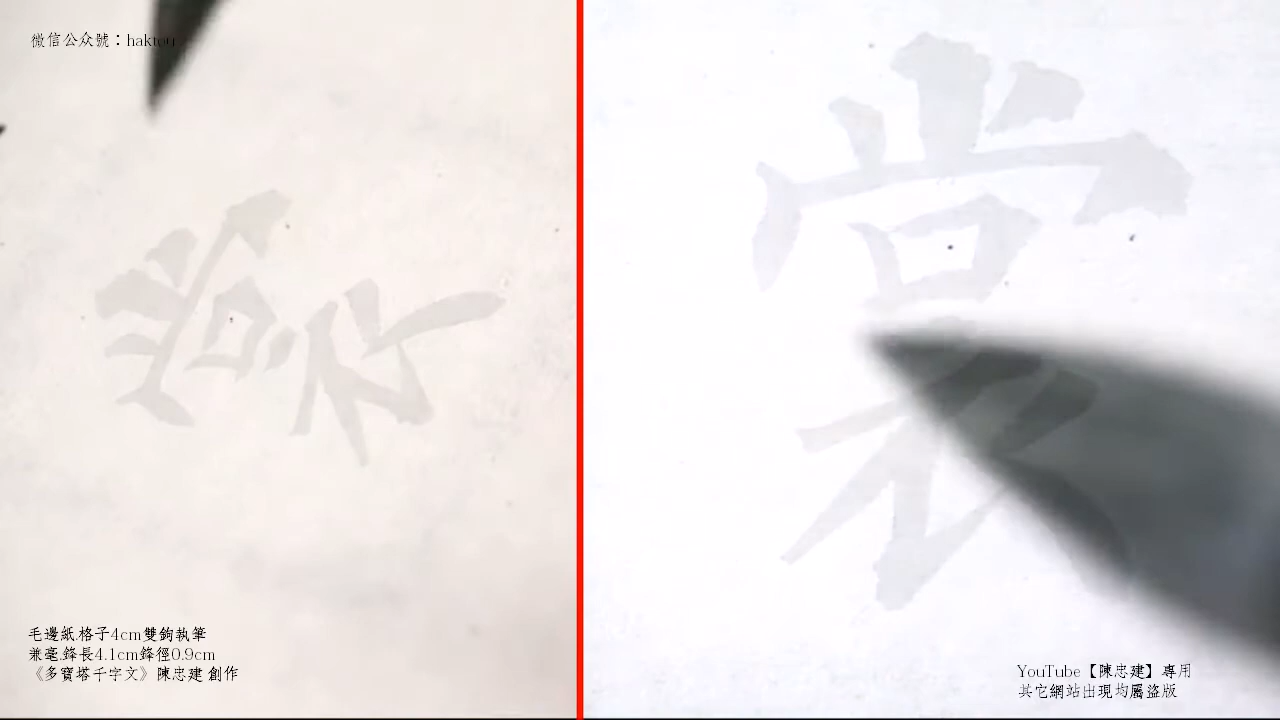 微信公众號：haktou
裳
裳
毛邊紙.格子4cm雙鉤執筆
兼毫.鋒長4.1cm鋒徑0.9cm
《多寶塔千字文》陳忠建 創作
YouTube【陳忠建】專用
其它網站出現均屬盜版